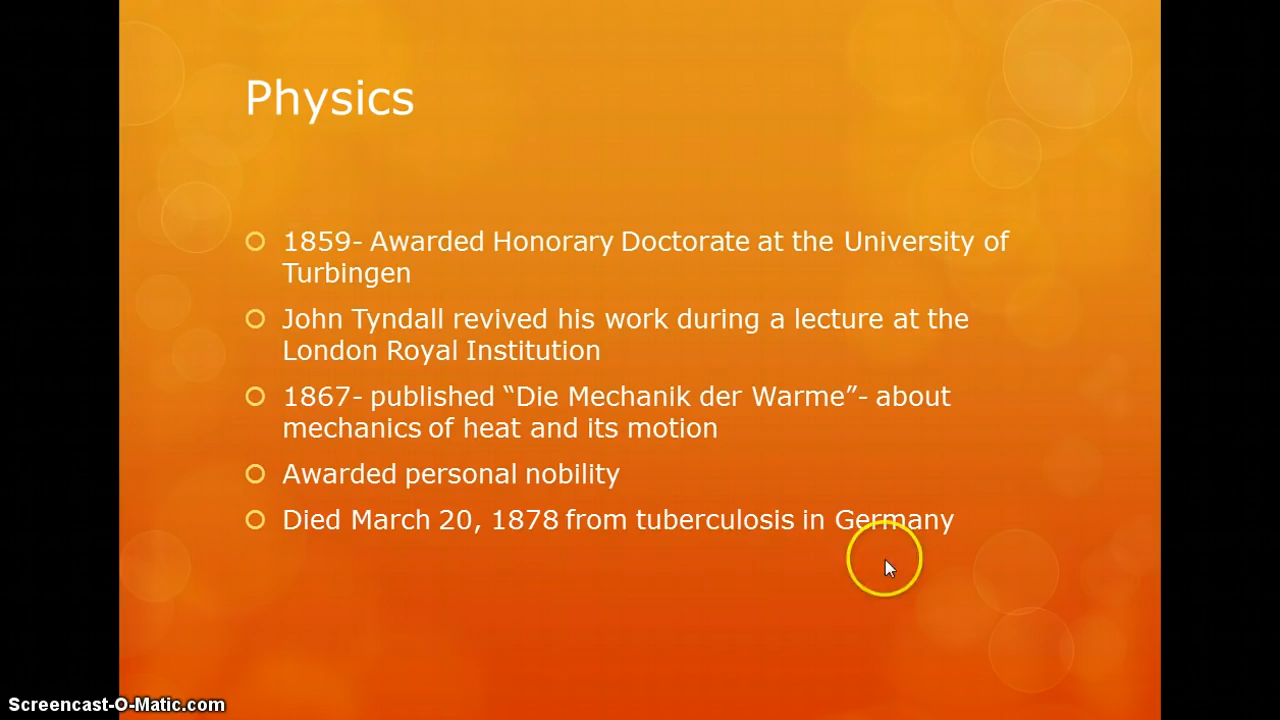 Physics
1859- Awarded Honorary Doctorate at the University of
Turbingen
John Tyndall revived his work during a lecture at the
London Royal Institution
1867- published “Die Mechanik der Warme”- about
mechanics of heat and its motion
Awarded personal nobility
Died March 20, 1878 from tuberculosis in Germany
Screencast-O-Matic.com